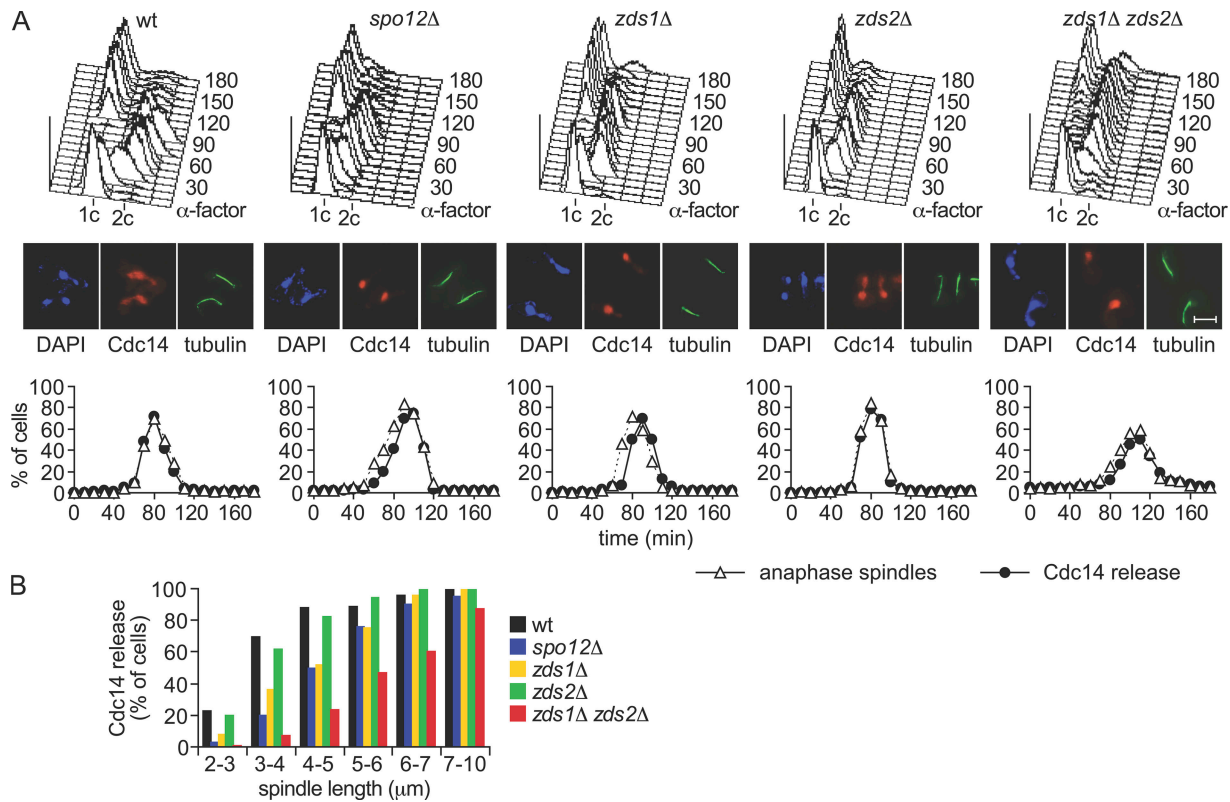 A
wt
spo12Δ
zds1Δ
zds2Δ
zds1Δ zds2Δ
180
150
120
90
60
30
α-factor
1c
2c
180
150
120
90
60
30
α-factor
1c
2c
180
150
120
90
60
30
α-factor
1c
2c
180
150
120
90
60
30
α-factor
1c
2c
180
150
120
90
60
30
α-factor
1c
2c
DAPI Cdc14 tubulin
DAPI Cdc14 tubulin
DAPI Cdc14 tubulin
DAPI Cdc14 tubulin
DAPI Cdc14 tubulin
% of cells
100
80
60
40
20
0
0 40 80 120 160
100
80
60
40
20
0
0 40 80 120 160
100
80
60
40
20
0
0 40 80 120 160
100
80
60
40
20
0
0 40 80 120 160
100
80
60
40
20
0
0 40 80 120 160
time (min)
anaphase spindles
Cdc14 release
B
Cdc14 release
(% of cells)
100
80
60
40
20
0
2-3 3-4 4-5 5-6 6-7 7-10
spindle length (μm)
wt
spo12Δ
zds1Δ
zds2Δ
zds1Δ zds2Δ